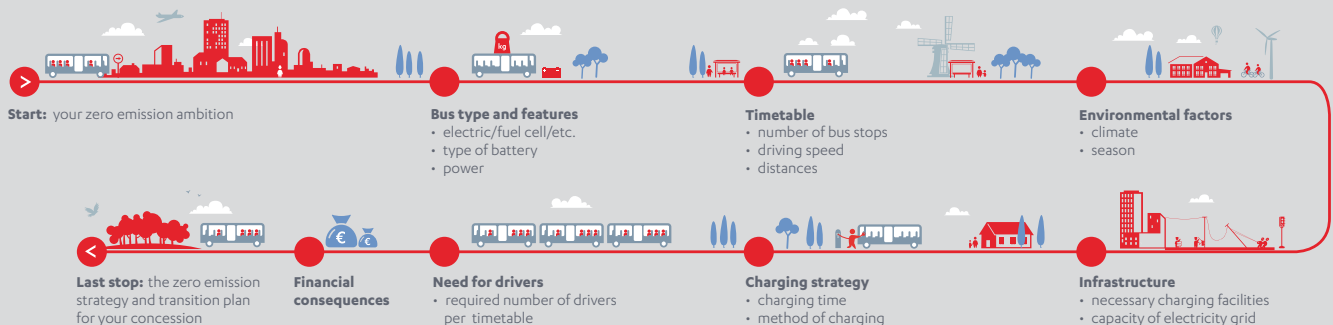 kg
Start: your zero emission ambition
Bus type and features
• electric/fuel cell/etc.
• type of battery
• power
Timetable
• number of bus stops
• driving speed
• distances
Environmental factors
• climate
• season
Infrastructure
• necessary charging facilities
• capacity of electricity grid
Charging strategy
• charging time
• method of charging
Need for drivers
• required number of drivers
per timetable
€ €
Financial
consequences
Last stop: the zero emission
strategy and transition plan
for your concession